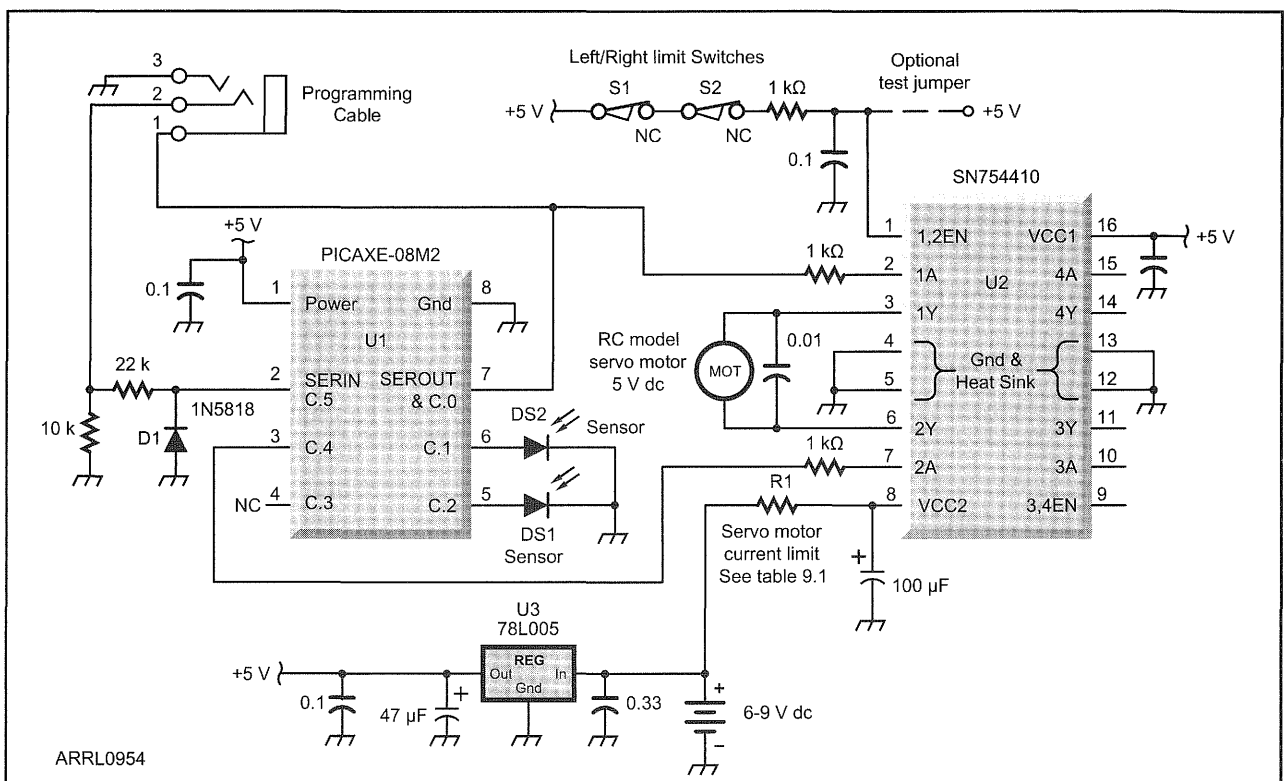 3
2
1
Programming
Cable
Left/Right limit Switches
+5 V
S1
NC
S2
NC
1 kΩ
0.1
Optional
test jumper
+5 V
SN754410
+5 V
0.1
PICAXE-08M2
1
Power
Gnd
8
U1
2
SERIN
C.5
SEROUT
& C.0
7
3
C.4
C.1
6
4
C.3
C.2
5
NC
22 k
10 k
1N5818
D1
DS2
Sensor
DS1
Sensor
1 kΩ
RC model
servo motor
5 V dc
MOT
0.01
1 kΩ
R1
Servo motor
current limit
See table 9.1
100 µF
+
1
1,2EN
VCC1
16
+5 V
2
1A
4A
15
U2
3
1Y
4Y
14
4
Gnd &
Heat Sink
13
5
12
6
2Y
3Y
11
7
2A
3A
10
8
VCC2
3,4EN
9
U3
78L005
REG
Out
In
Gnd
+5 V
0.1
47 µF
+
0.33
+
6-9 V dc
–
ARRL0954